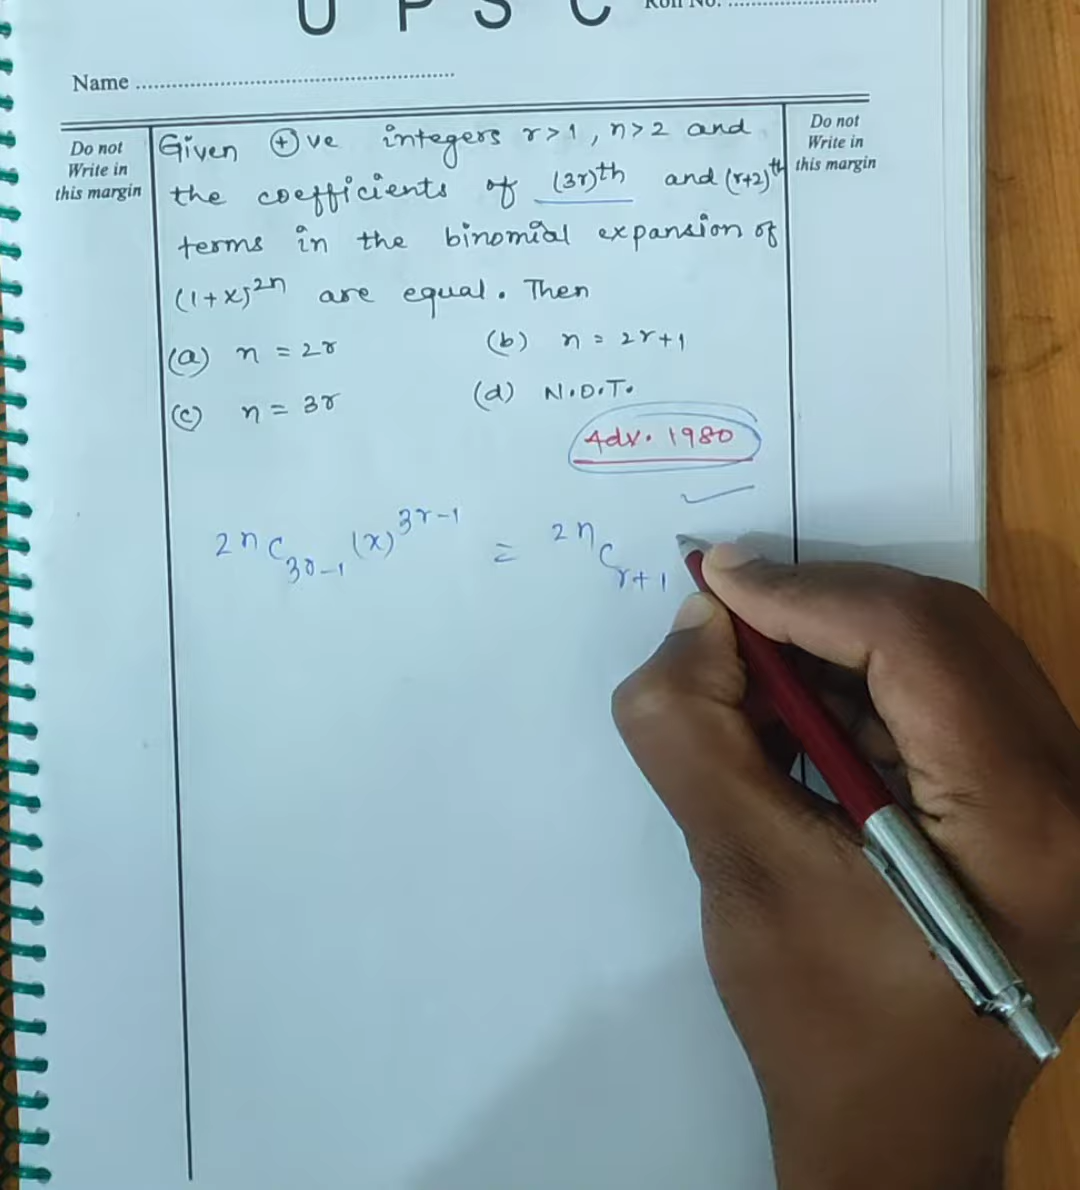 U P S C
Roll No. ..............................
Name ..................................................
Do not
Write in
this margin
Given ⊕ve integers r>1, n>2 and
the coefficients of (3r)th and (r+2)th
terms in the binomial expansion of
(1+x)^2n are equal. Then
(a) n = 2r
(b) n = 2r+1
(c) n = 3r
(d) N.O.T.
Adv. 1980
Do not
Write in
this margin
2nC3r-1 (x)^3r-1 = 2nCr+1